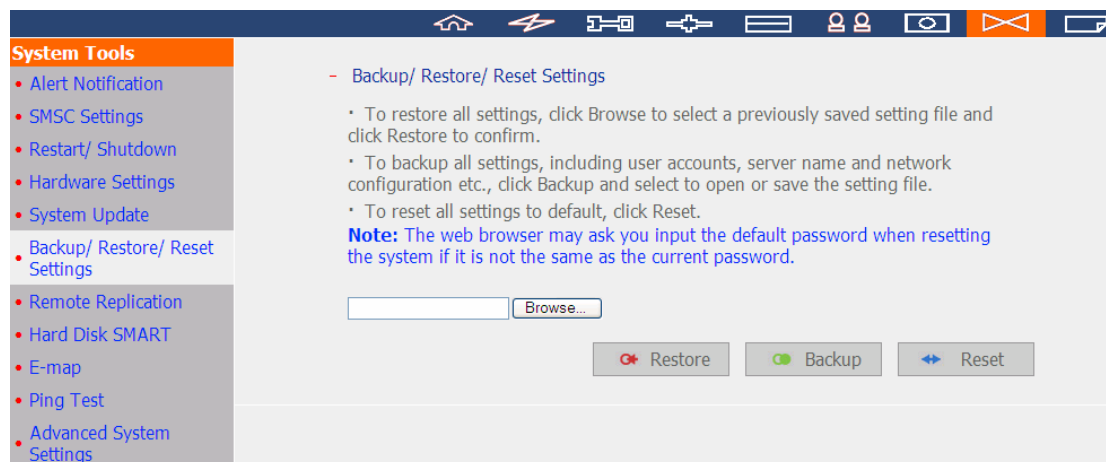 System Tools
• Alert Notification
• SMSC Settings
• Restart/ Shutdown
• Hardware Settings
• System Update
• Backup/ Restore/ Reset
Settings
• Remote Replication
• Hard Disk SMART
• E-map
• Ping Test
• Advanced System
Settings
– Backup/ Restore/ Reset Settings
· To restore all settings, click Browse to select a previously saved setting file and
click Restore to confirm.
· To backup all settings, including user accounts, server name and network
configuration etc., click Backup and select to open or save the setting file.
· To reset all settings to default, click Reset.
Note: The web browser may ask you input the default password when resetting
the system if it is not the same as the current password.
Browse...
Restore
Backup
Reset